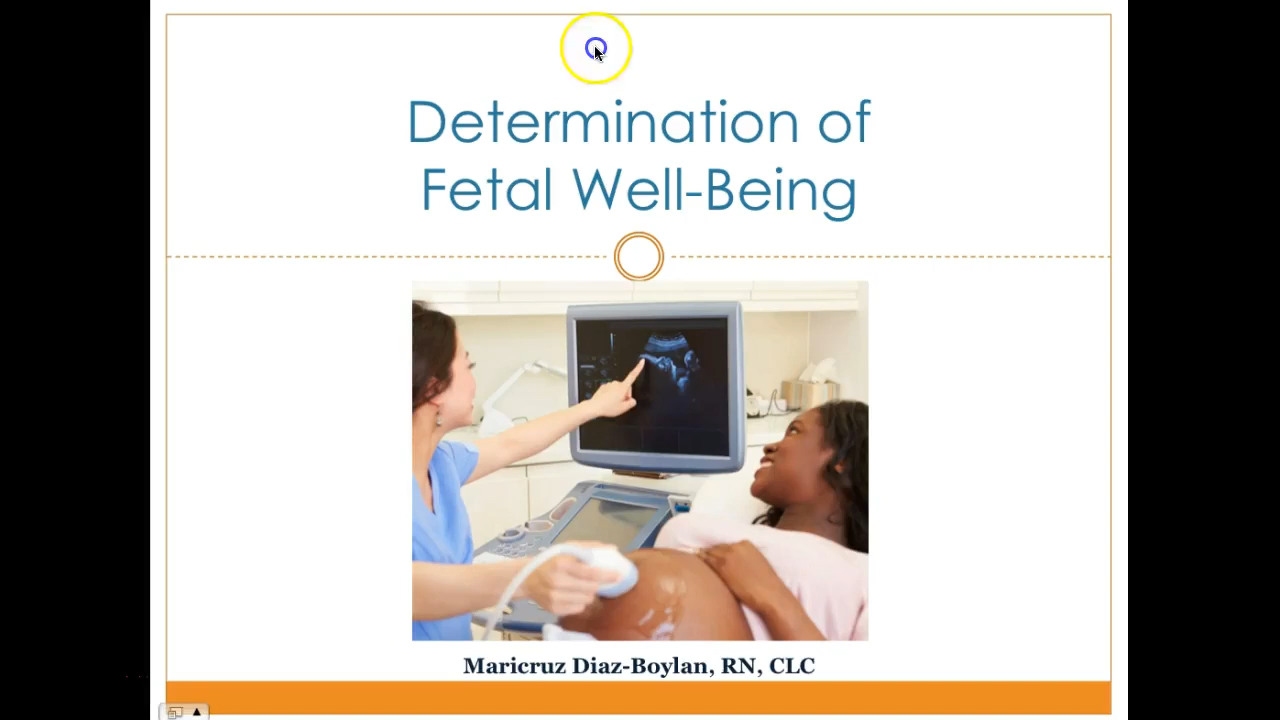 Determination of
Fetal Well-Being
Maricruz Diaz-Boylan, RN, CLC